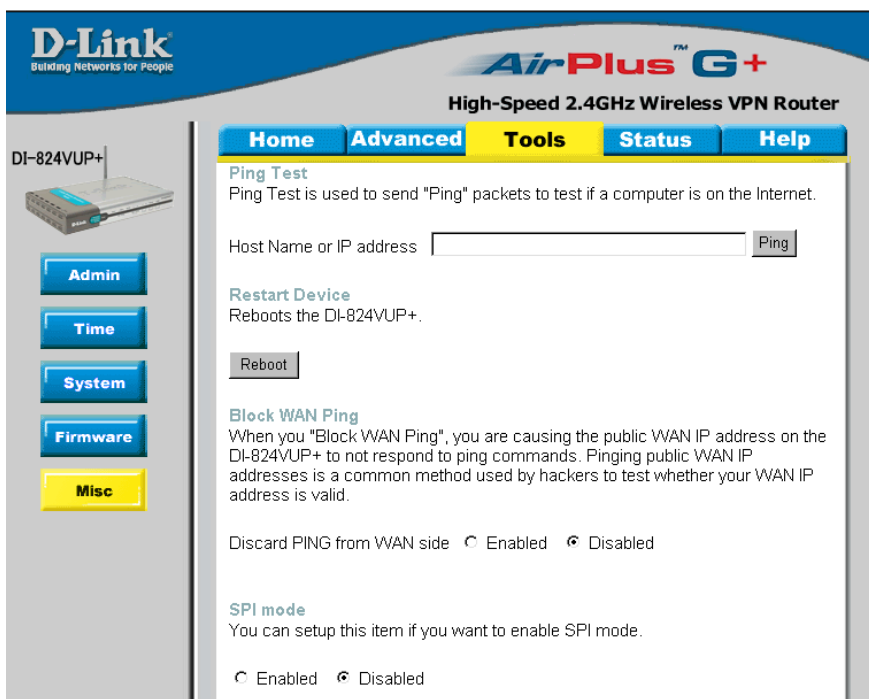 D-Link
Building Networks for People
AirPlus™ G+
High-Speed 2.4GHz Wireless VPN Router
Home
Advanced
Tools
Status
Help
DI-824VUP+
Admin
Time
System
Firmware
Misc
Ping Test
Ping Test is used to send "Ping" packets to test if a computer is on the Internet.
Host Name or IP address
Ping
Restart Device
Reboots the DI-824VUP+.
Reboot
Block WAN Ping
When you "Block WAN Ping", you are causing the public WAN IP address on the
DI-824VUP+ to not respond to ping commands. Pinging public WAN IP
addresses is a common method used by hackers to test whether your WAN IP
address is valid.
Discard PING from WAN side Enabled Disabled
SPI mode
You can setup this item if you want to enable SPI mode.
Enabled Disabled